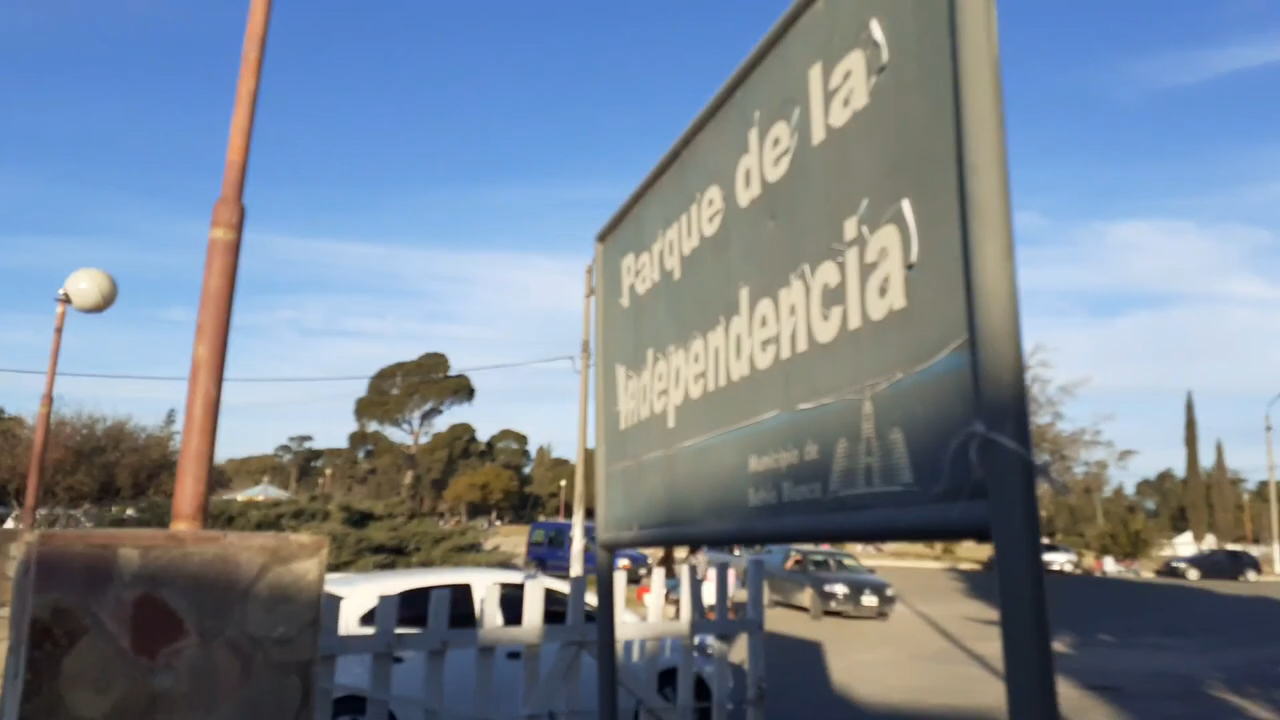 Parque de la
Independencia
Municipio de
Bahía Blanca